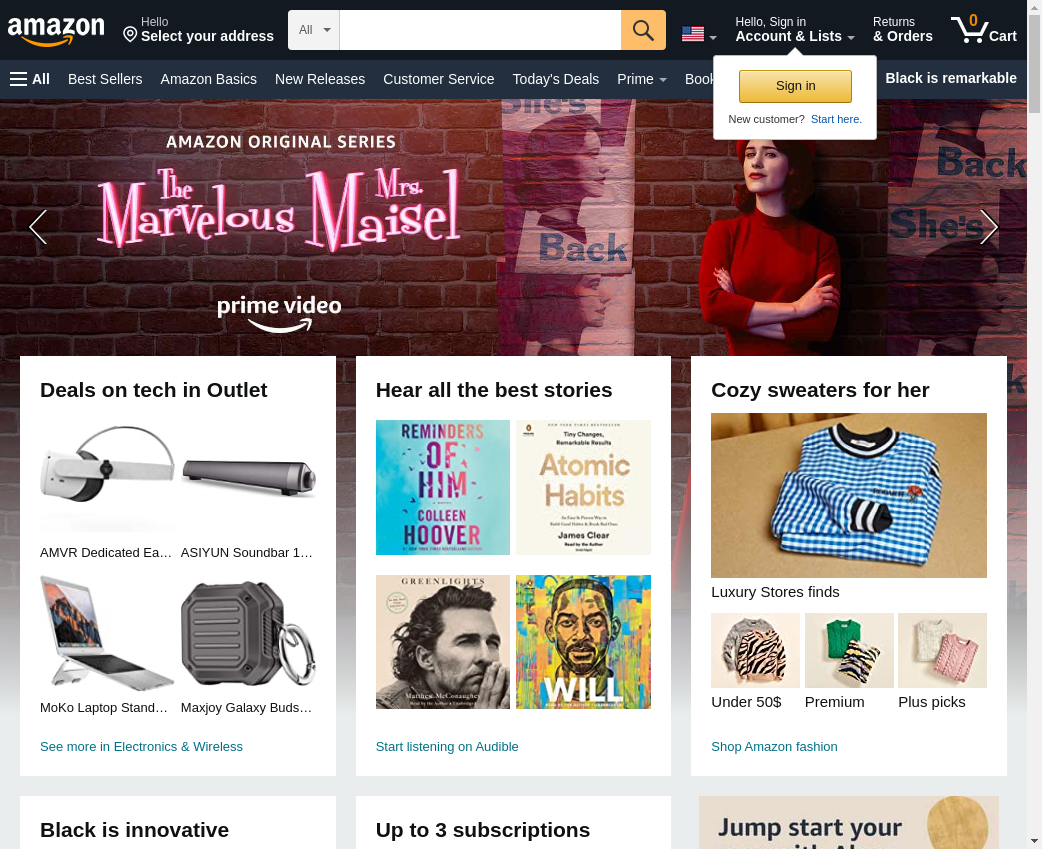 amazon
Hello
Select your address
All
Hello, Sign in
Account & Lists
Returns
& Orders
0
Cart
All
Best Sellers
Amazon Basics
New Releases
Customer Service
Today's Deals
Prime
Book
Black is remarkable
Sign in
New customer? Start here.
She's
Back
Back
She's
AMAZON ORIGINAL SERIES
The
Marvelous
Mrs.
Maisel
prime video
Deals on tech in Outlet
AMVR Dedicated Ea…
ASIYUN Soundbar 1…
MoKo Laptop Stand…
Maxjoy Galaxy Buds…
See more in Electronics & Wireless
Hear all the best stories
REMINDERS
OF
HIM
COLLEEN
HOOVER
Tiny Changes,
Remarkable Results
Atomic
Habits
James Clear
Read by the Author
GREENLIGHTS
Matthew McConaughey
WILL
Start listening on Audible
Cozy sweaters for her
Luxury Stores finds
Under 50$
Premium
Plus picks
Shop Amazon fashion
Black is innovative
Up to 3 subscriptions
Jump start your